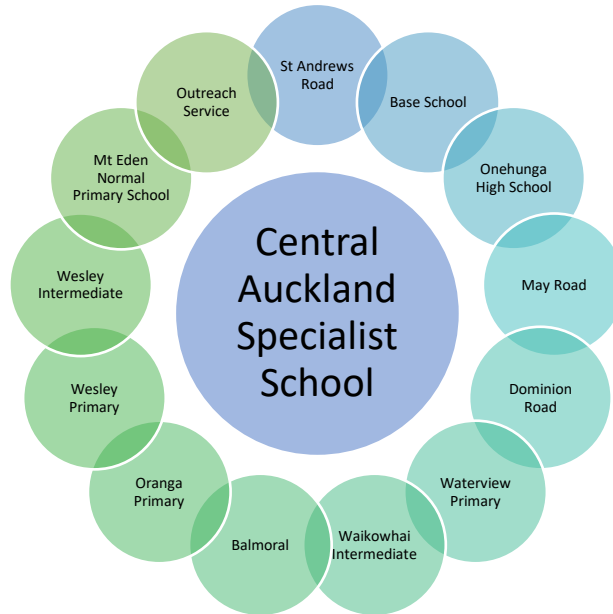 St Andrews
Road
Base School
Onehunga
High School
May Road
Dominion
Road
Waterview
Primary
Waikowhai
Intermediate
Balmoral
Oranga
Primary
Wesley
Primary
Wesley
Intermediate
Mt Eden
Normal
Primary School
Outreach
Service
Central
Auckland
Specialist
School